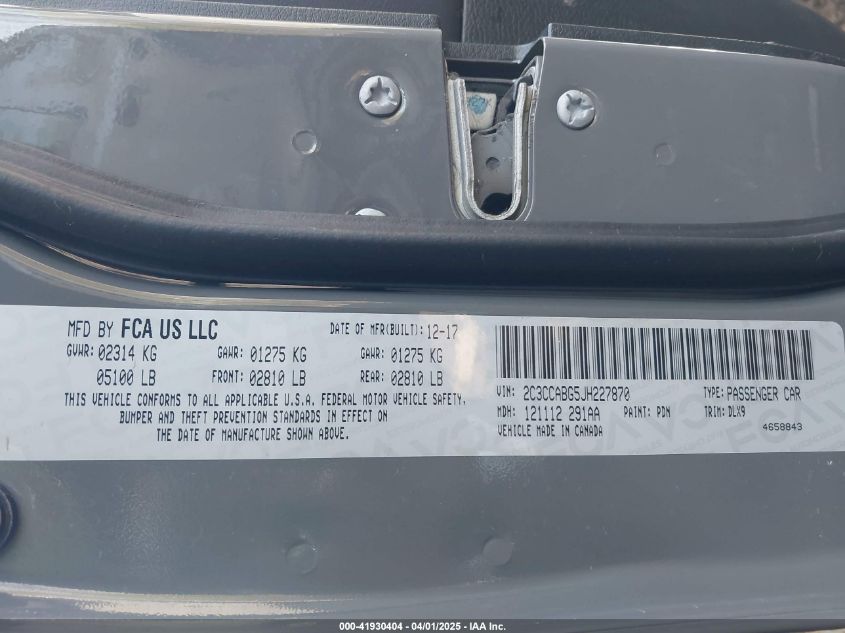 MFD BY FCA US LLC DATE OF MFR(BUILT): 12-17
GVWR: 02314 KG GAWR: 01275 KG GAWR: 01275 KG
05100 LB FRONT: 02810 LB REAR: 02810 LB
THIS VEHICLE CONFORMS TO ALL APPLICABLE U.S.A. FEDERAL MOTOR VEHICLE SAFETY,
BUMPER AND THEFT PREVENTION STANDARDS IN EFFECT ON
THE DATE OF MANUFACTURE SHOWN ABOVE.
VIN: 2C3CCABG5JH227870 TYPE: PASSENGER CAR
MDH: 121112 291AA PAINT: PDN TRIM: DLX9
VEHICLE MADE IN CANADA 4658843
000-41930404 - 04/01/2025 - IAA Inc.